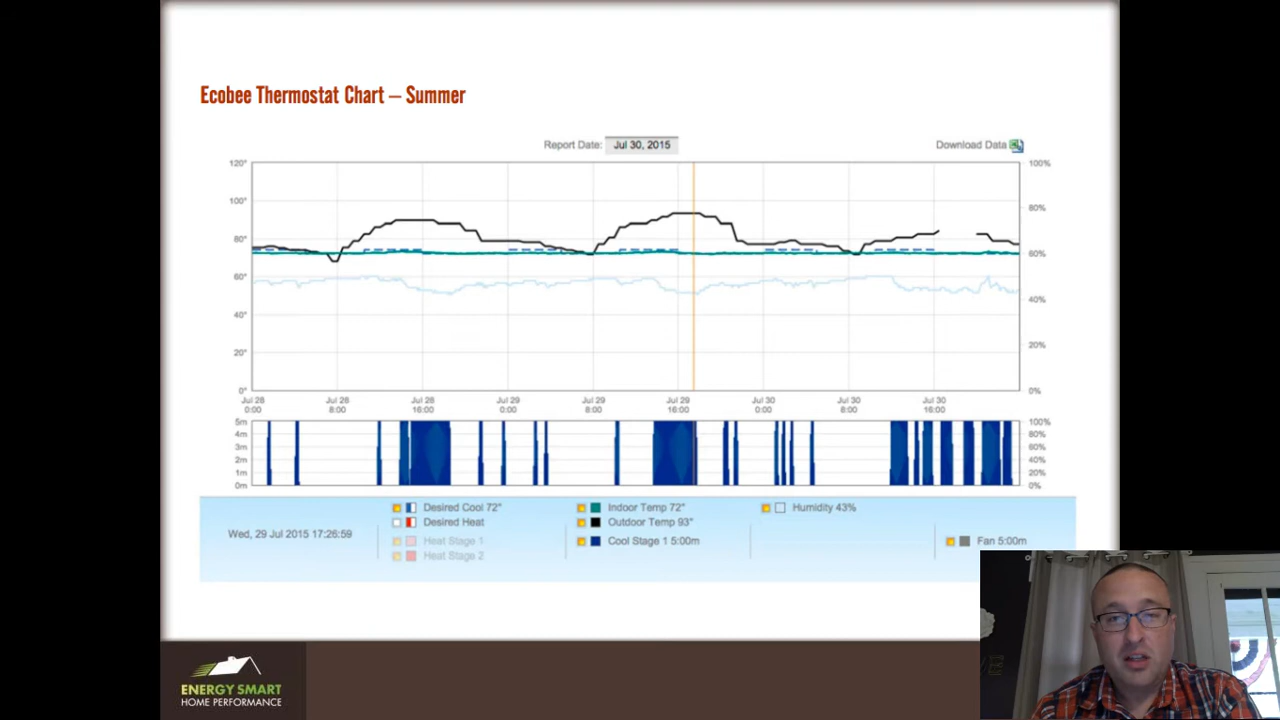 Ecobee Thermostat Chart – Summer
Report Date: Jul 30, 2015
Download Data
120°
100°
80°
60°
40°
20°
0°
100%
80%
60%
40%
20%
0%
Jul 28 0:00
Jul 28 8:00
Jul 28 16:00
Jul 29 0:00
Jul 29 8:00
Jul 29 16:00
Jul 30 0:00
Jul 30 8:00
Jul 30 16:00
5m
4m
3m
2m
1m
0m
100%
80%
60%
40%
20%
0%
Wed, 29 Jul 2015 17:26:59
Desired Cool 72°
Desired Heat
Heat Stage 1
Heat Stage 2
Indoor Temp 72°
Outdoor Temp 93°
Cool Stage 1 5:00m
Humidity 43%
Fan 5:00m
ENERGY SMART
HOME PERFORMANCE